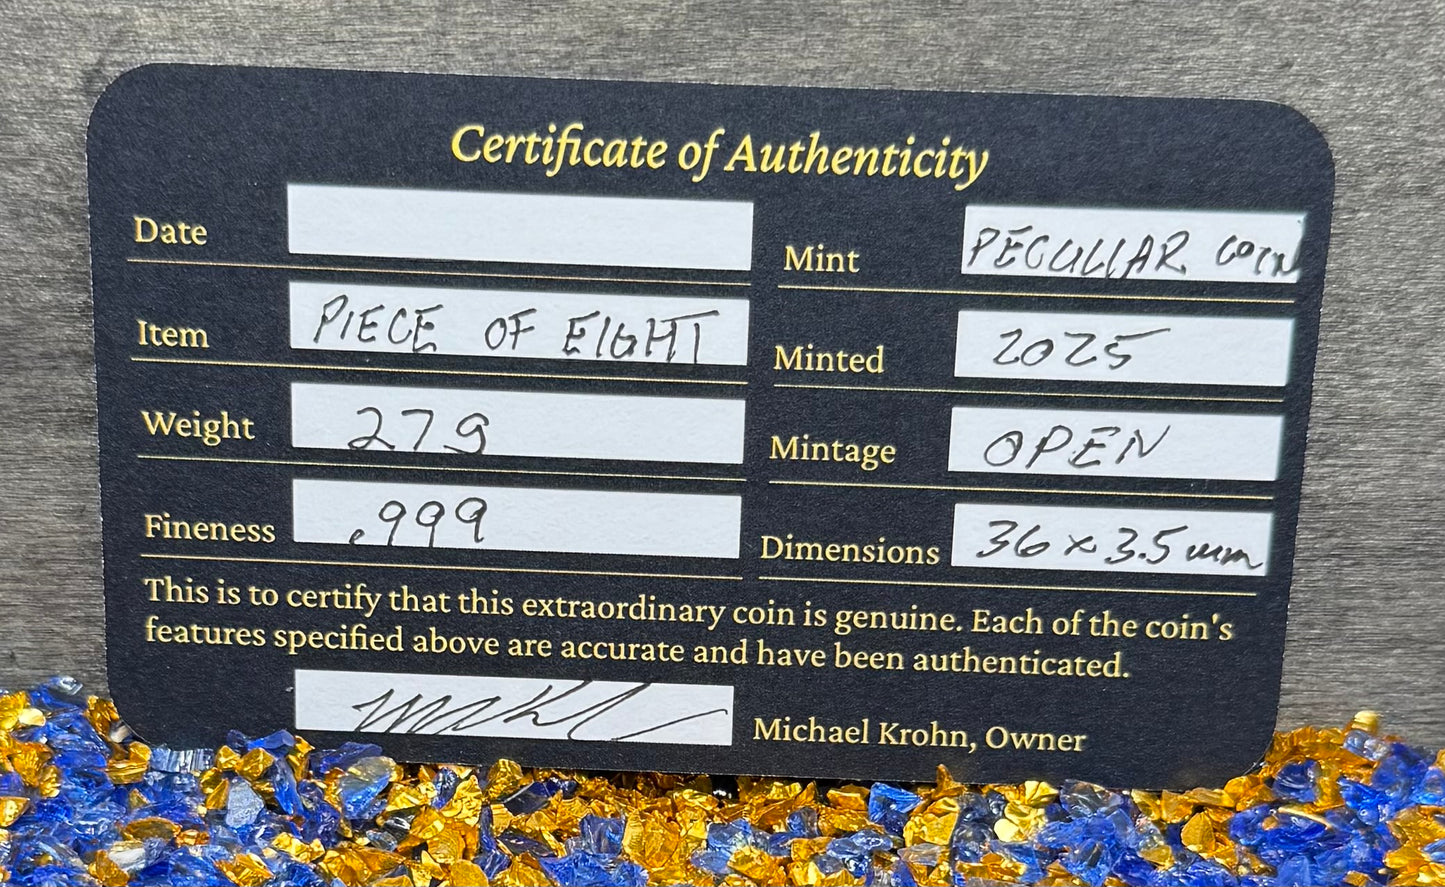 Certificate of Authenticity
Date
Item PIECE OF EIGHT
Weight 27g
Fineness .999
Mint PECULIAR COIN
Minted 2025
Mintage OPEN
Dimensions 36 x 3.5 mm
This is to certify that this extraordinary coin is genuine. Each of the coin's
features specified above are accurate and have been authenticated.
Michael Krohn, Owner